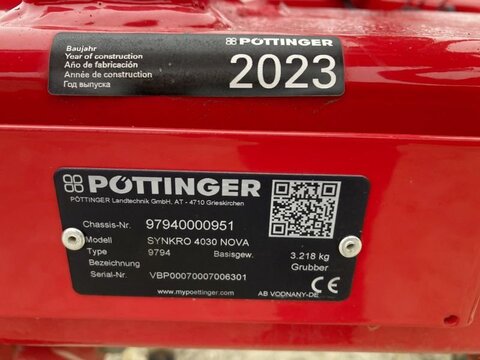 Baujahr
Year of construction
Año de fabricación
Année de construction
Год выпуска
PÖTTINGER
2023
PÖTTINGER
PÖTTINGER Landtechnik GmbH, AT - 4710 Grieskirchen
Chassis-Nr. 97940000951
Modell SYNKRO 4030 NOVA
Type 9794 Basisgew. 3.218 kg
Bezeichnung Grubber
Serial-Nr. VBP00070007006301
www.mypoettinger.com AB VODNANY-DE